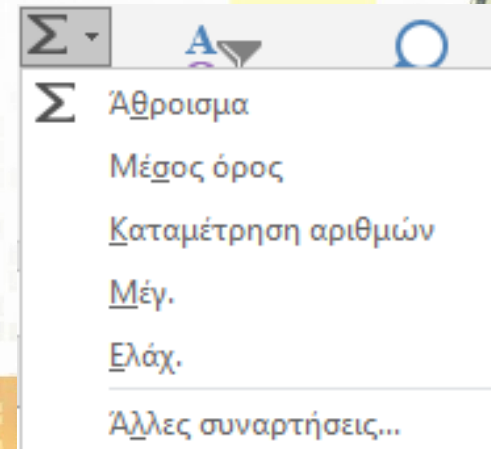 Άθροισμα
Μέσος όρος
Καταμέτρηση αριθμών
Μέγ.
Ελάχ.
Άλλες συναρτήσεις...